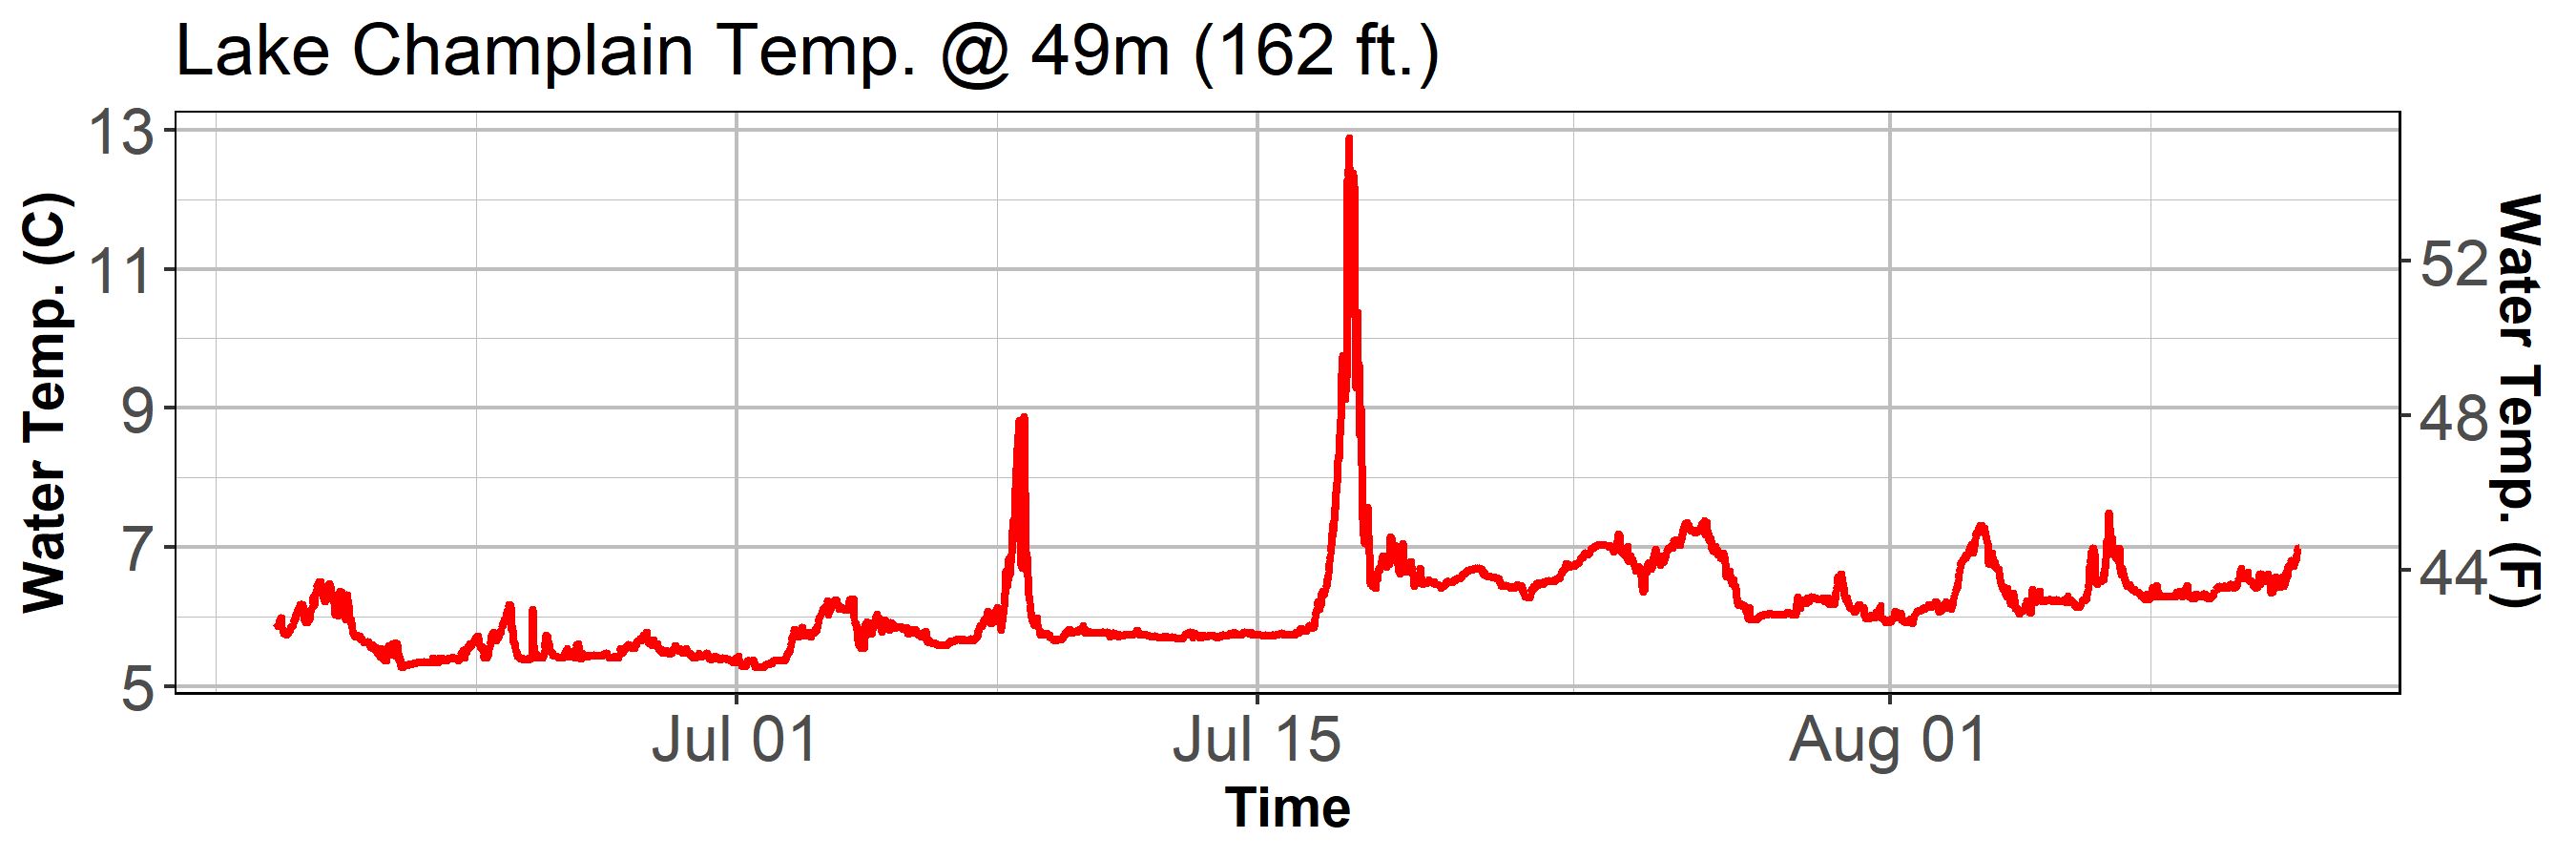 Lake Champlain Temp. @ 49m (162 ft.)
Water Temp. (C)
13
11
9
7
5
52
48
44
Water Temp. (F)
Jul 01
Jul 15
Aug 01
Time